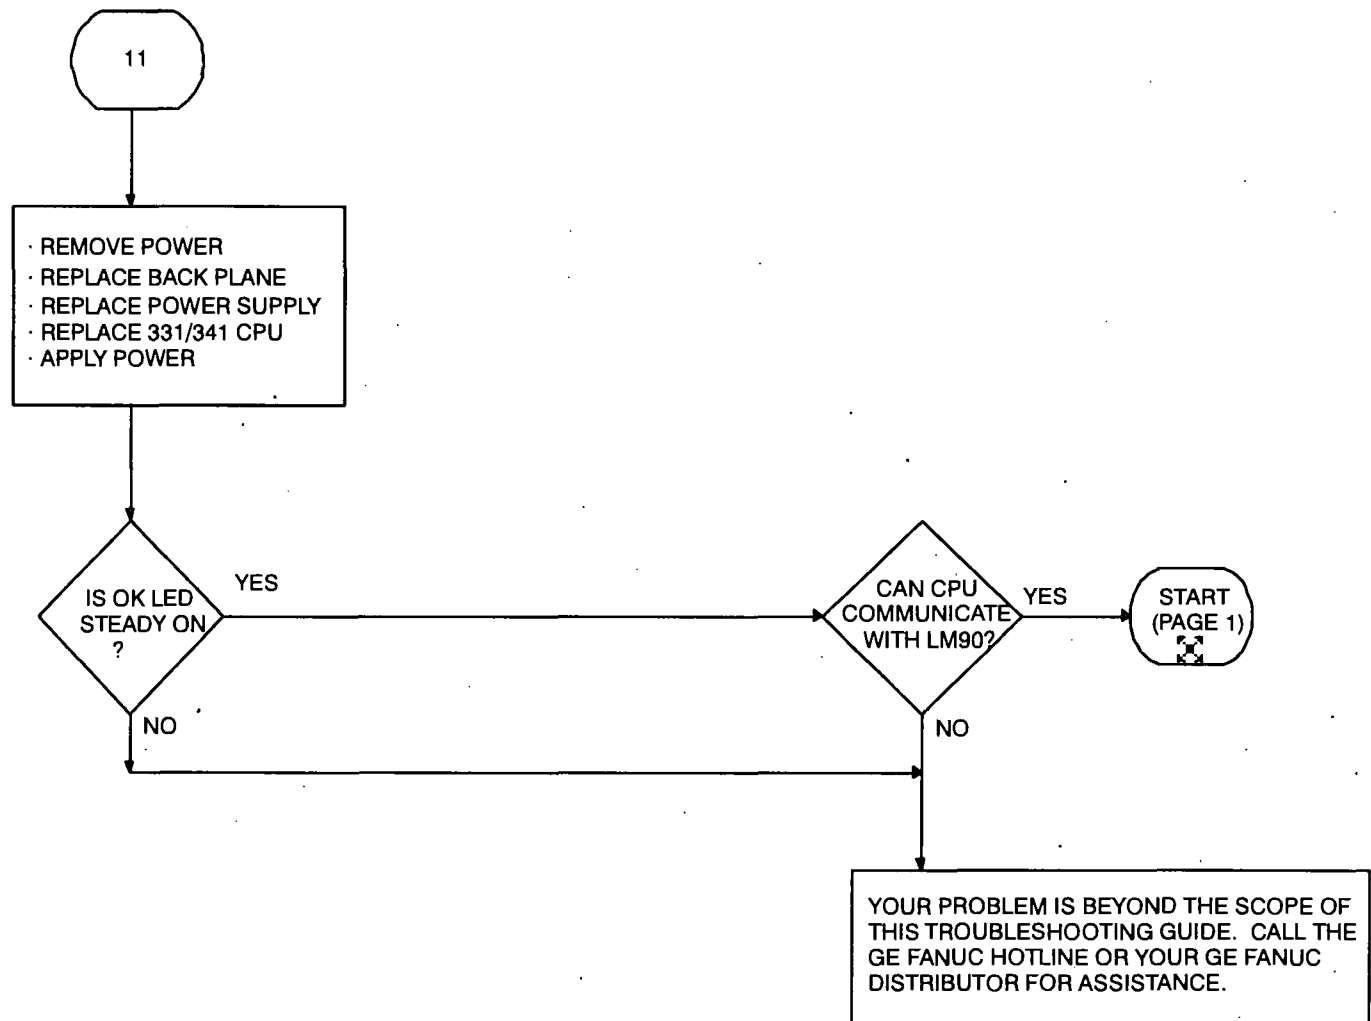 11
· REMOVE POWER
· REPLACE BACK PLANE
· REPLACE POWER SUPPLY
· REPLACE 331/341 CPU
· APPLY POWER
IS OK LED
STEADY ON
?
YES
NO
CAN CPU
COMMUNICATE
WITH LM90?
YES
NO
START
(PAGE 1)
YOUR PROBLEM IS BEYOND THE SCOPE OF
THIS TROUBLESHOOTING GUIDE. CALL THE
GE FANUC HOTLINE OR YOUR GE FANUC
DISTRIBUTOR FOR ASSISTANCE.